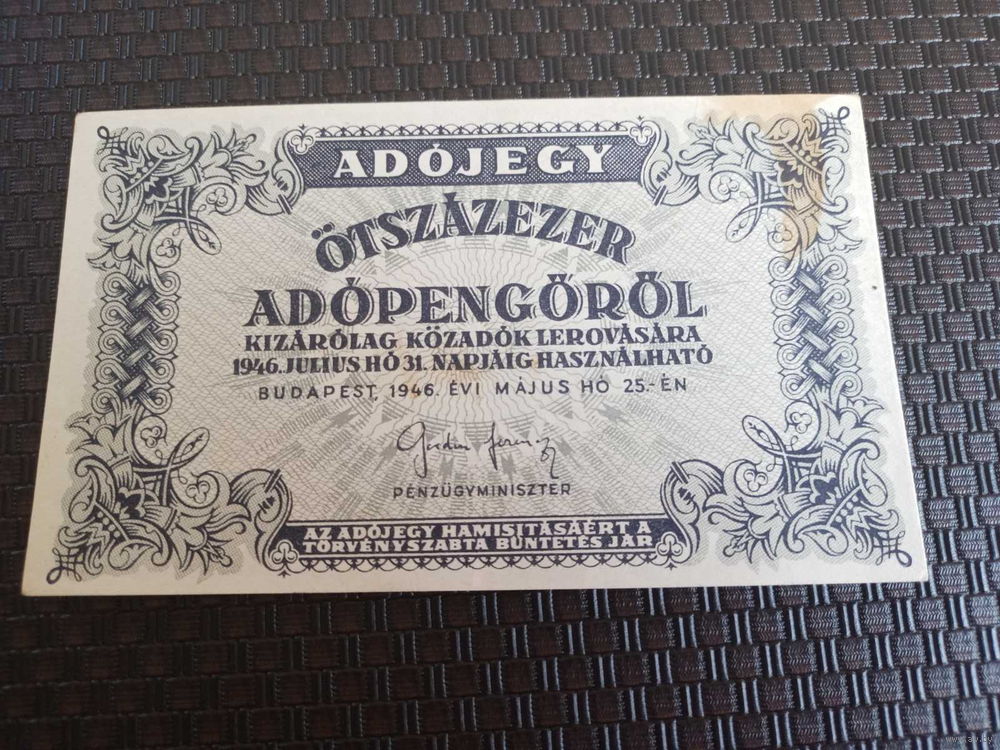 ADÓJEGY
ÖTSZÁZEZER
ADÓPENGŐRŐL
KIZÁRÓLAG KÖZADÓK LEROVÁSÁRA
1946. JULIUS HÓ 31. NAPJÁIG HASZNÁLHATÓ
BUDAPEST, 1946. ÉVI MÁJUS HÓ 25-ÉN
PÉNZÜGYMINISZTER
AZ ADÓJEGY HAMISITÁSÁÉRT A
TÖRVÉNYSZABTA BÜNTETÉS JÁR